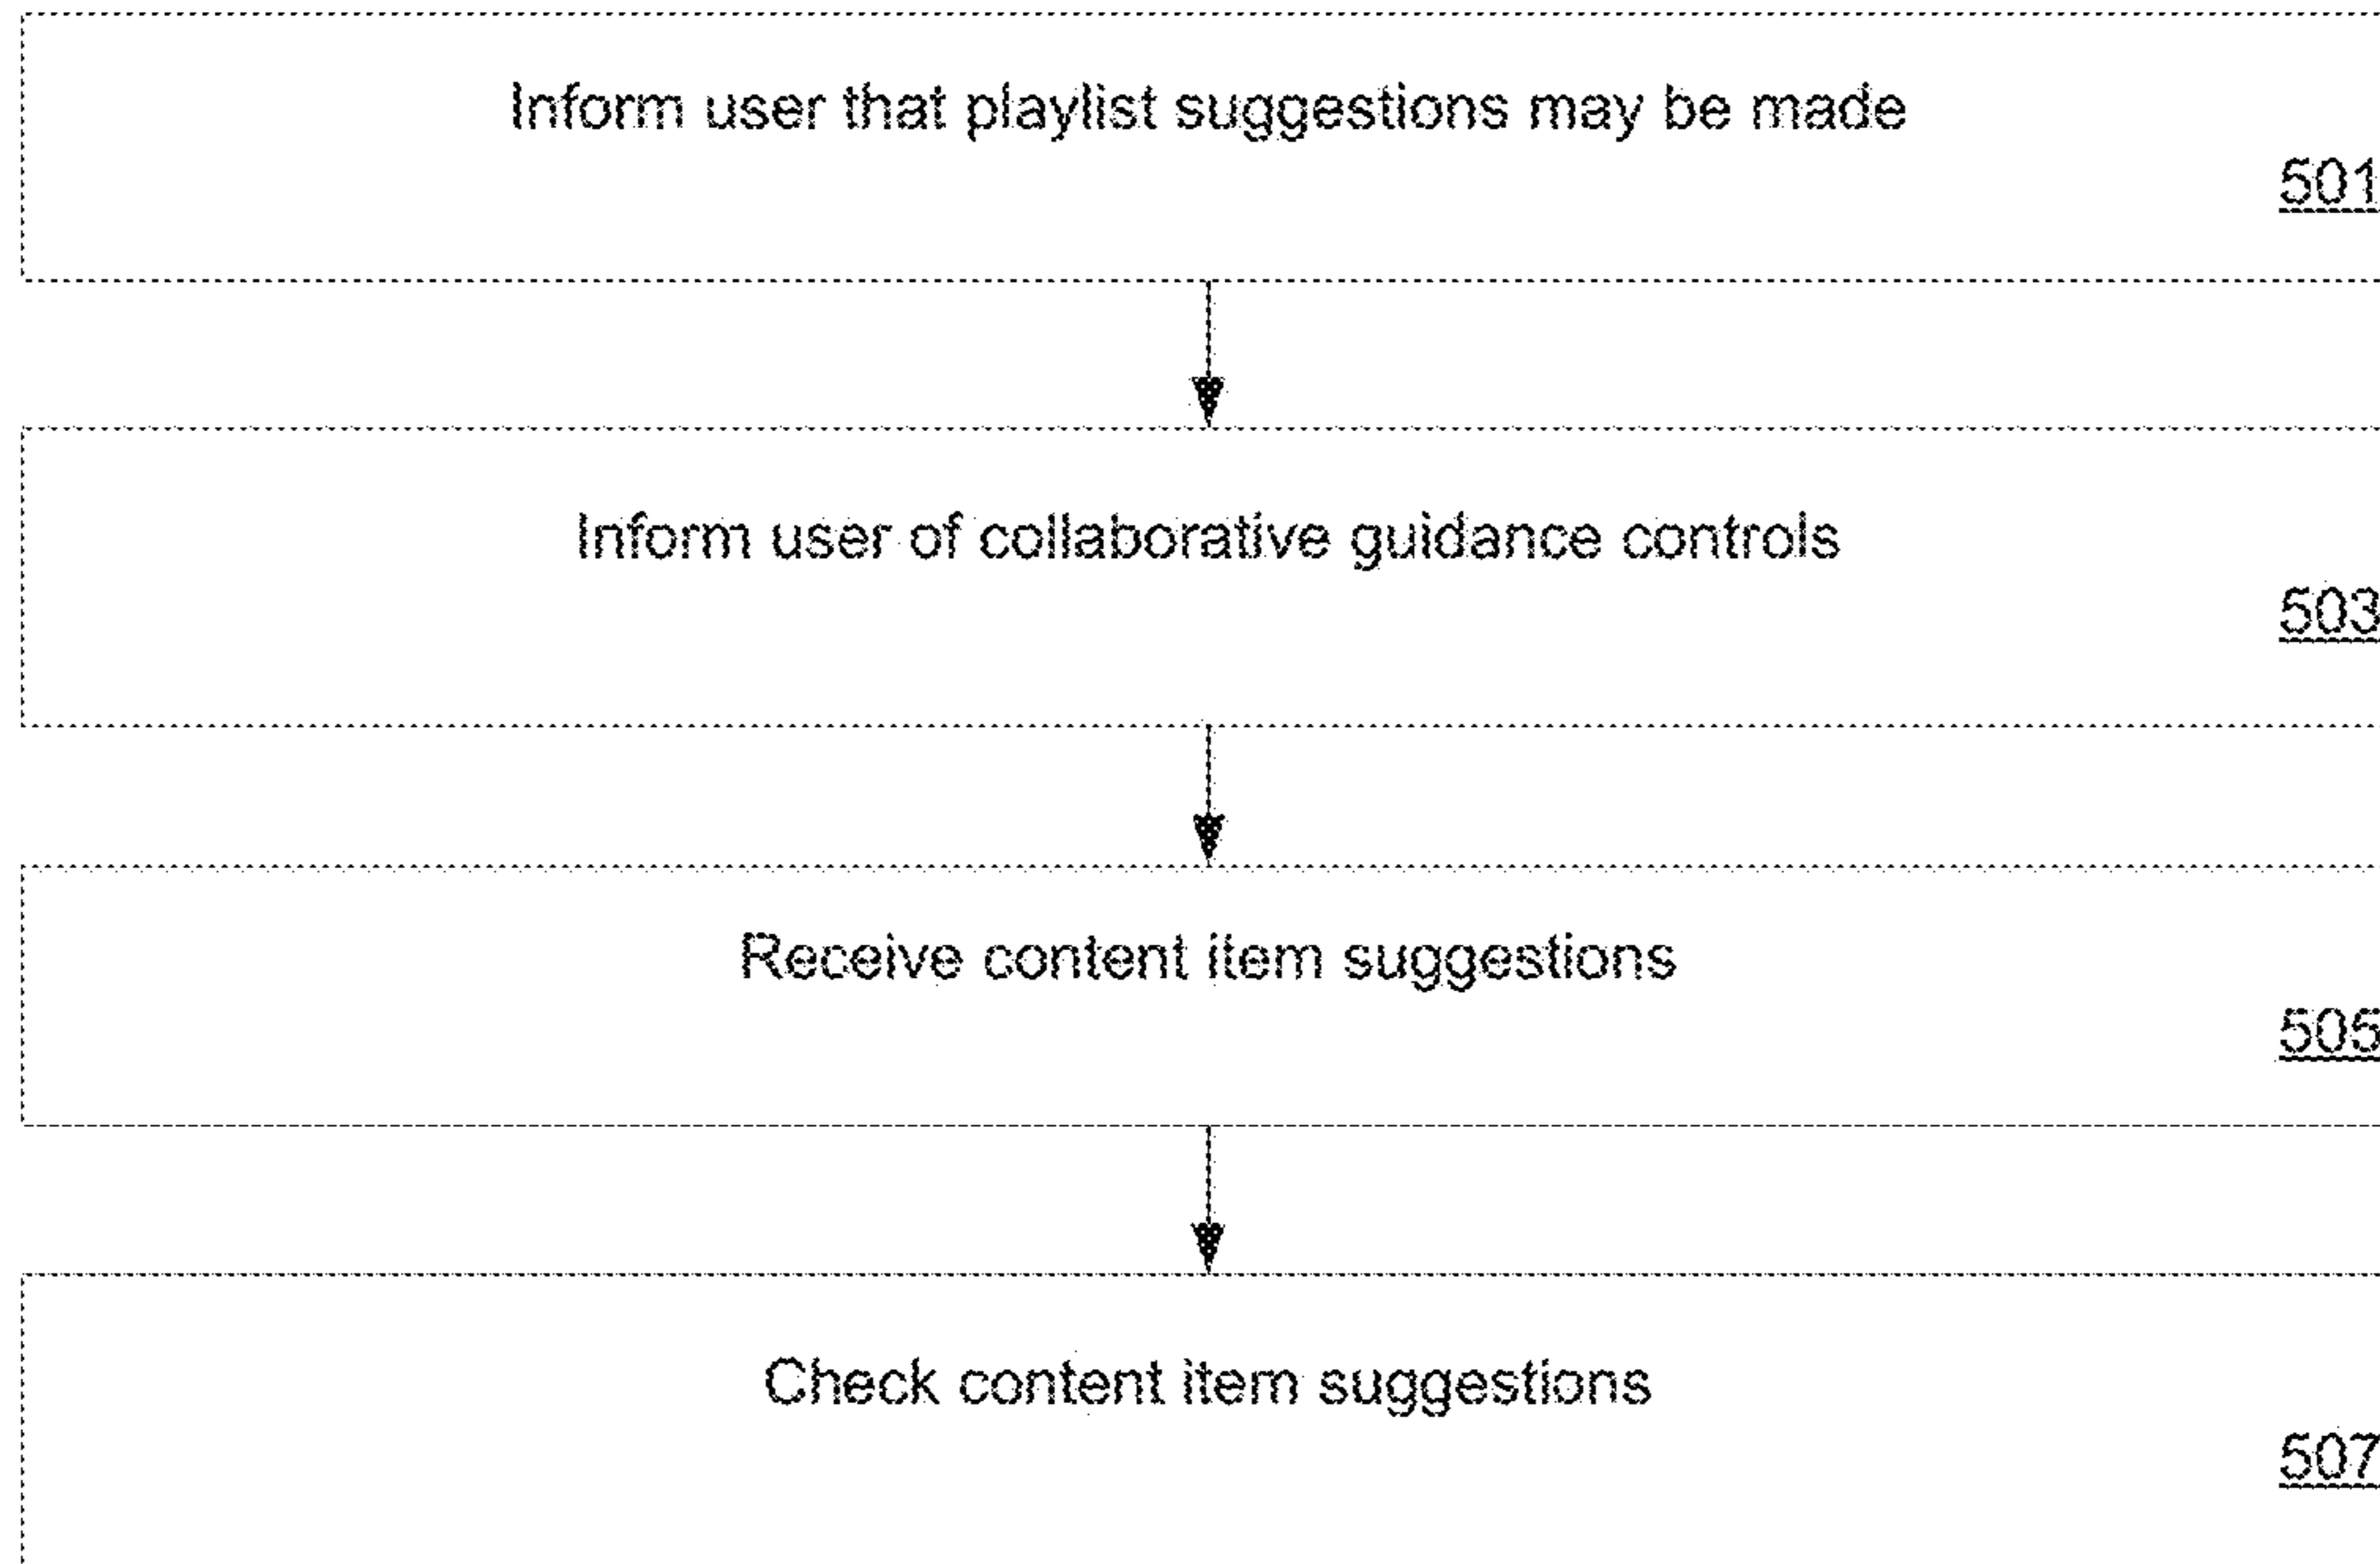 Inform user that playlist suggestions may be made
501
Inform user of collaborative guidance controls
503
Receive content item suggestions
505
Check content item suggestions
507